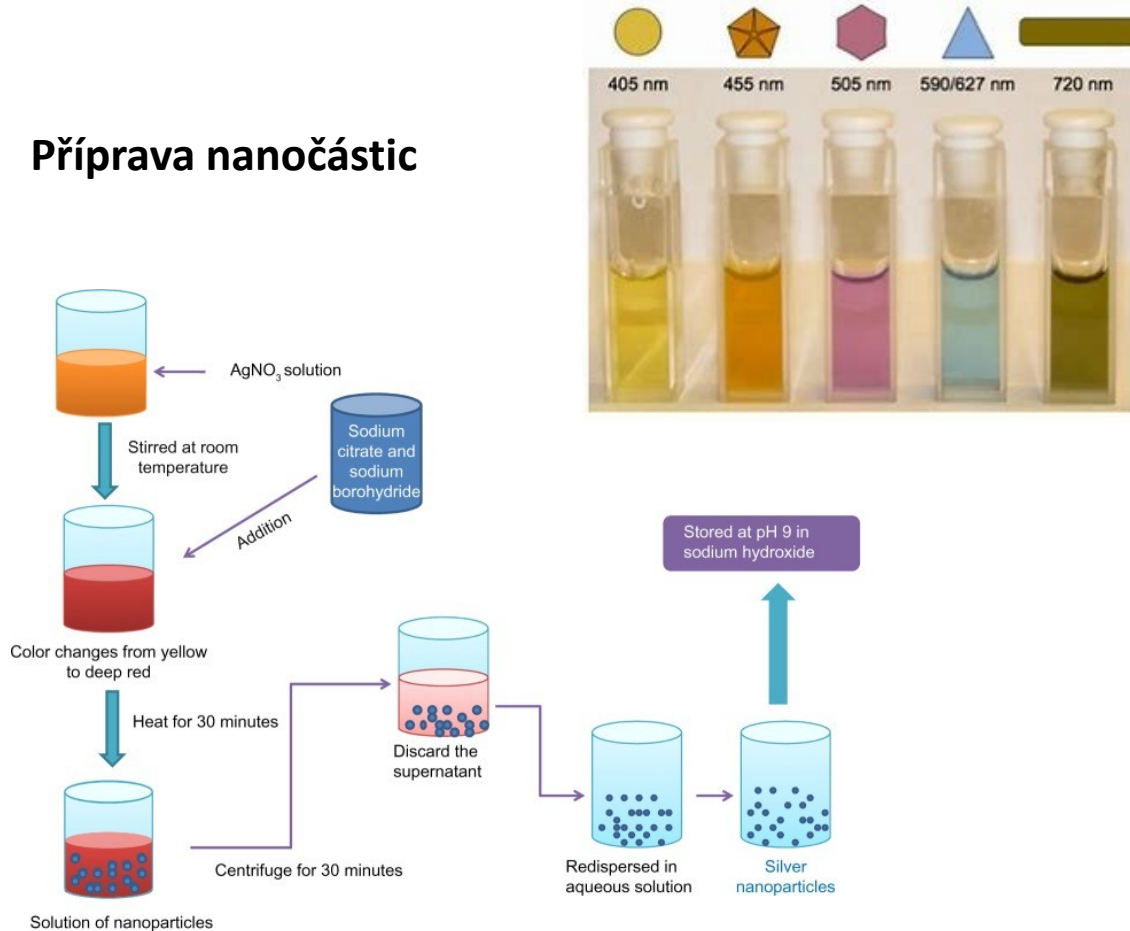 Příprava nanočástic
405 nm
455 nm
505 nm
590/627 nm
720 nm
AgNO₃ solution
Stirred at room
temperature
Sodium
citrate and
sodium
borohydride
Addition
Color changes from yellow
to deep red
Heat for 30 minutes
Solution of nanoparticles
Centrifuge for 30 minutes
Discard the
supernatant
Redispersed in
aqueous solution
Silver
nanoparticles
Stored at pH 9 in
sodium hydroxide